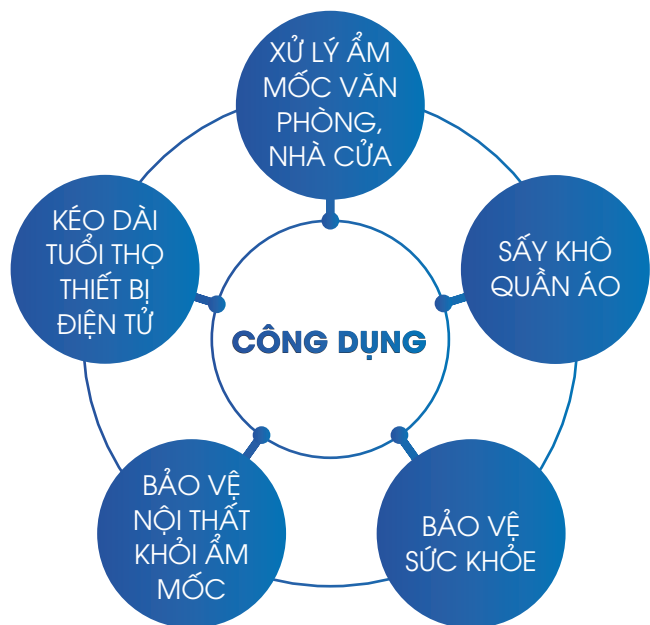 XỬ LÝ ẨM
MỐC VĂN
PHÒNG,
NHÀ CỬA
KÉO DÀI
TUỔI THỌ
THIẾT BỊ
ĐIỆN TỬ
SẤY KHÔ
QUẦN ÁO
CÔNG DỤNG
BẢO VỆ
NỘI THẤT
KHỎI ẨM
MỐC
BẢO VỆ
SỨC KHỎE